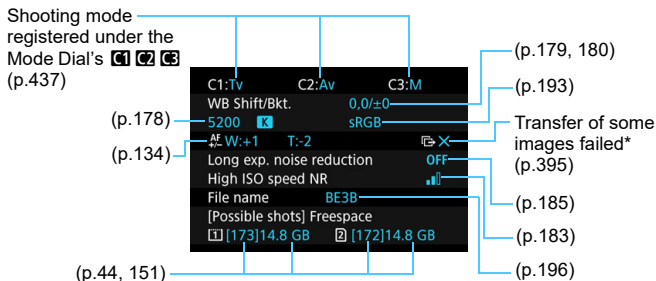 Shooting mode
registered under the
Mode Dial's C1 C2 C3
(p.437)
(p.178)
(p.134)
C1:Tv C2:Av C3:M
WB Shift/Bkt. 0,0/±0
5200 K sRGB
AF +/- W:+1 T:-2
Long exp. noise reduction OFF
High ISO speed NR
File name BE3B
[Possible shots] Freespace
1 [173]14.8 GB 2 [172]14.8 GB
(p.44, 151)
(p.179, 180)
(p.193)
Transfer of some
images failed*
(p.395)
(p.185)
(p.183)
(p.196)